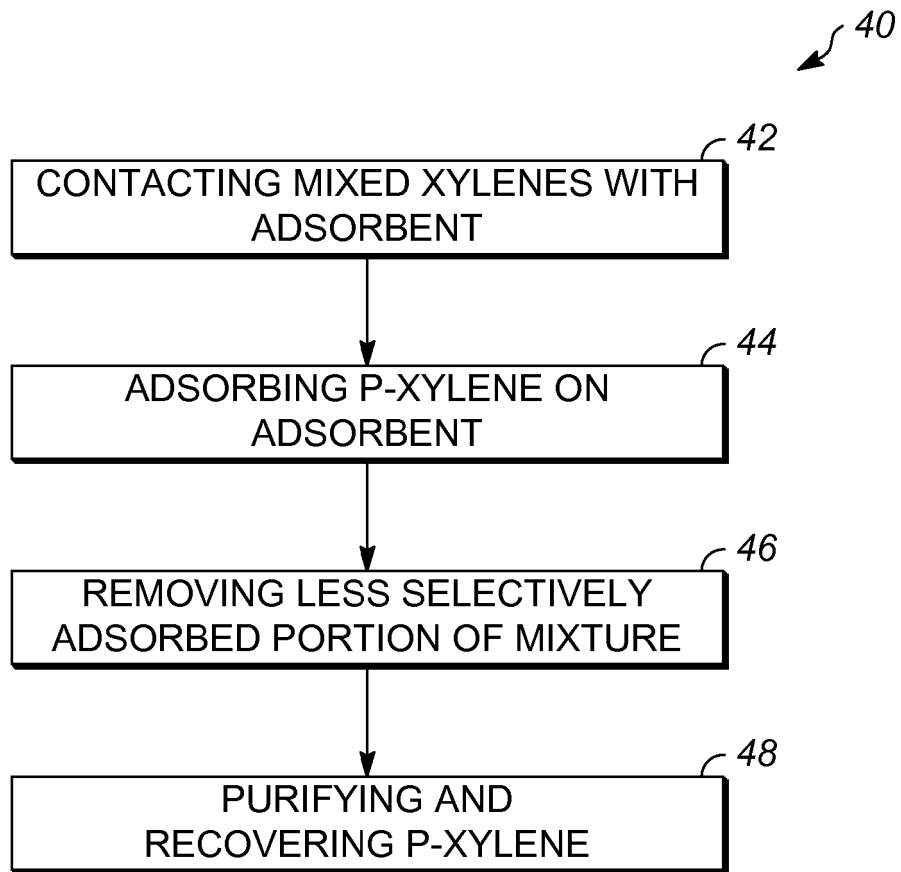 40
42
CONTACTING MIXED XYLENES WITH
ADSORBENT
44
ADSORBING P-XYLENE ON
ADSORBENT
46
REMOVING LESS SELECTIVELY
ADSORBED PORTION OF MIXTURE
48
PURIFYING AND
RECOVERING P-XYLENE